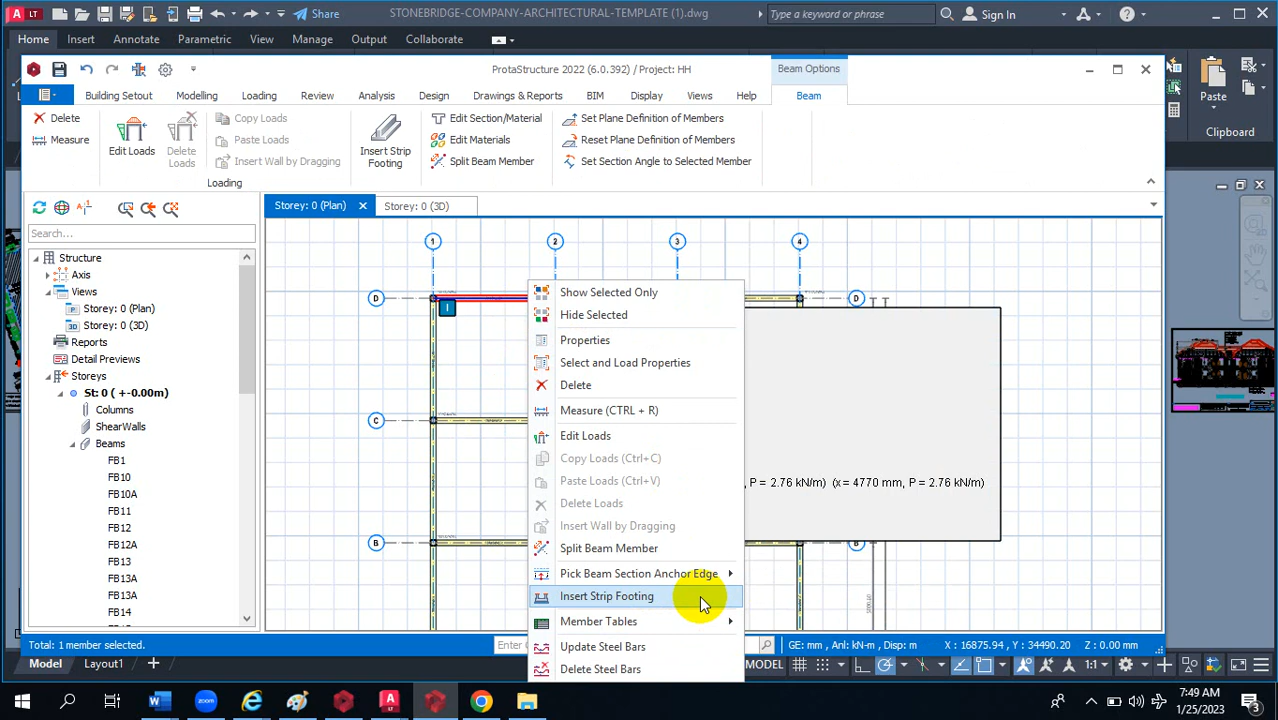 LT
Share
STONEBRIDGE-COMPANY-ARCHITECTURAL-TEMPLATE (1).dwg
Type a keyword or phrase
Sign In
Home Insert Annotate Parametric View Manage Output Collaborate
ProtaStructure 2022 (6.0.392) / Project: HH
Beam Options
Building Setout Modelling Loading Review Analysis Design Drawings & Reports BIM Display Views Help Beam
Paste
Clipboard
Delete
Measure
Edit Loads
Delete Loads
Copy Loads
Paste Loads
Insert Wall by Dragging
Loading
Insert Strip Footing
Edit Section/Material
Edit Materials
Split Beam Member
Set Plane Definition of Members
Reset Plane Definition of Members
Set Section Angle to Selected Member
Storey: 0 (Plan)
Storey: 0 (3D)
Search...
Structure
Axis
Views
Storey: 0 (Plan)
Storey: 0 (3D)
Reports
Detail Previews
Storeys
St: 0 ( +-0.00m)
Columns
ShearWalls
Beams
FB1
FB10
FB10A
FB11
FB12
FB12A
FB13
FB13A
FB14
1 2 3 4
D D
I
C
B B
Show Selected Only
Hide Selected
Properties
Select and Load Properties
Delete
Measure (CTRL + R)
Edit Loads
Copy Loads (Ctrl+C)
Paste Loads (Ctrl+V)
Delete Loads
Insert Wall by Dragging
Split Beam Member
Pick Beam Section Anchor Edge
Insert Strip Footing
Member Tables
Update Steel Bars
Delete Steel Bars
, P = 2.76 kN/m) (x = 4770 mm, P = 2.76 kN/m)
Total: 1 member selected.
GE: mm , Anl: kN-m , Disp: m
X : 16875.94 , Y : 34490.20
Z : 0.00 mm
Model Layout1
MODEL
1:1
7:49 AM
1/25/2023
3